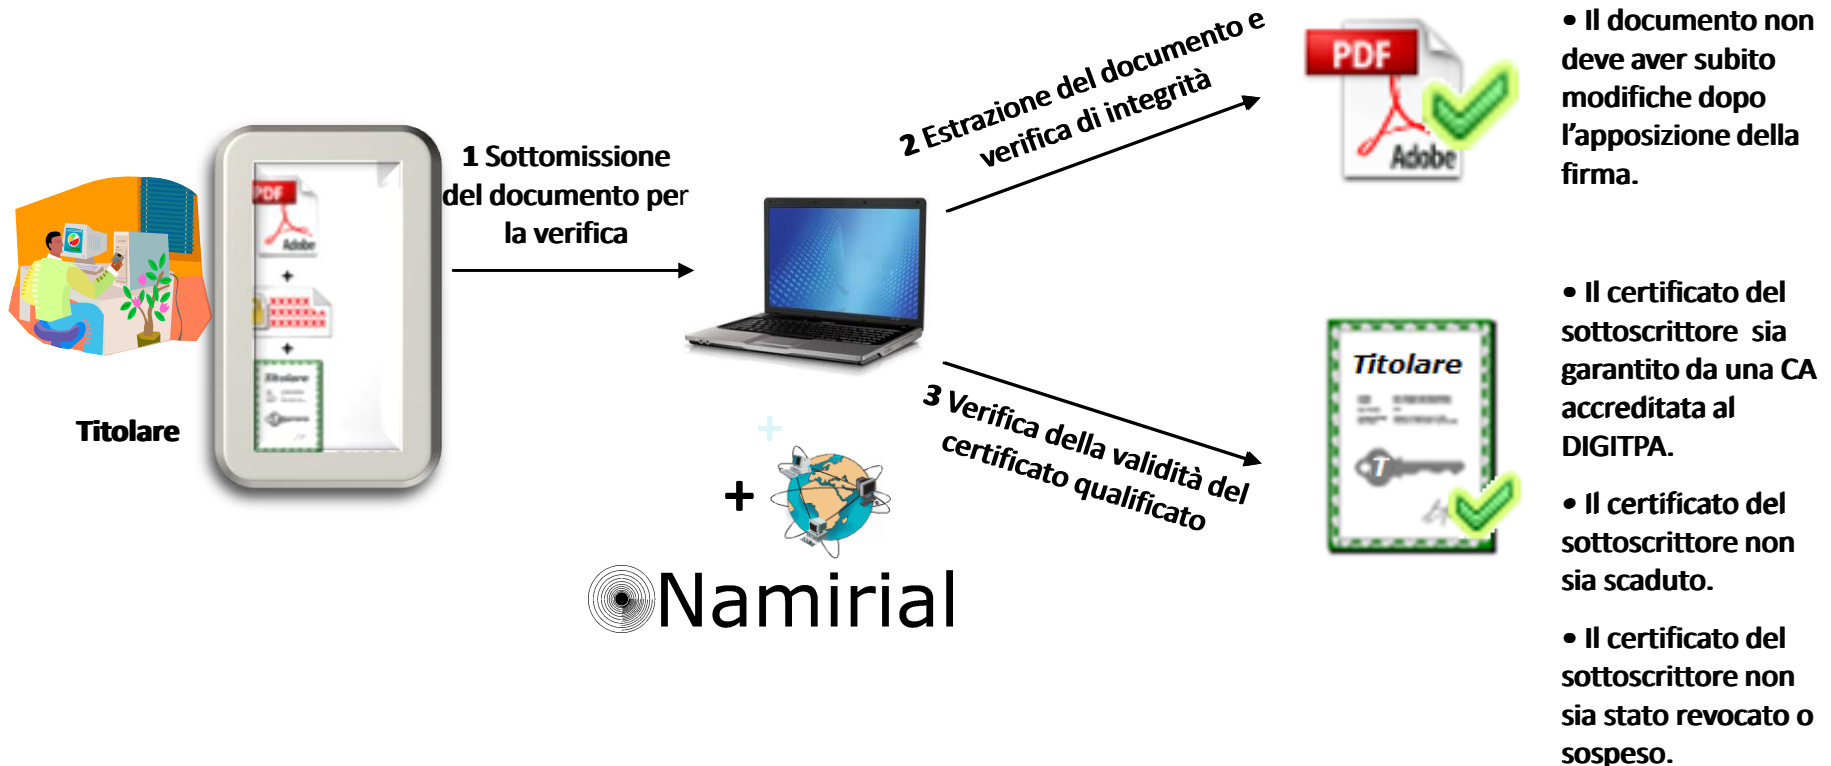 Titolare
PDF
Adobe
+
+
Titolare
1 Sottomissione
del documento per
la verifica
+
+
Namirial
2 Estrazione del documento e
verifica di integrità
3 Verifica della validità del
certificato qualificato
PDF
Adobe
Titolare
T
• Il documento non
deve aver subito
modifiche dopo
l’apposizione della
firma.
• Il certificato del
sottoscrittore sia
garantito da una CA
accreditata al
DIGITPA.
• Il certificato del
sottoscrittore non
sia scaduto.
• Il certificato del
sottoscrittore non
sia stato revocato o
sospeso.